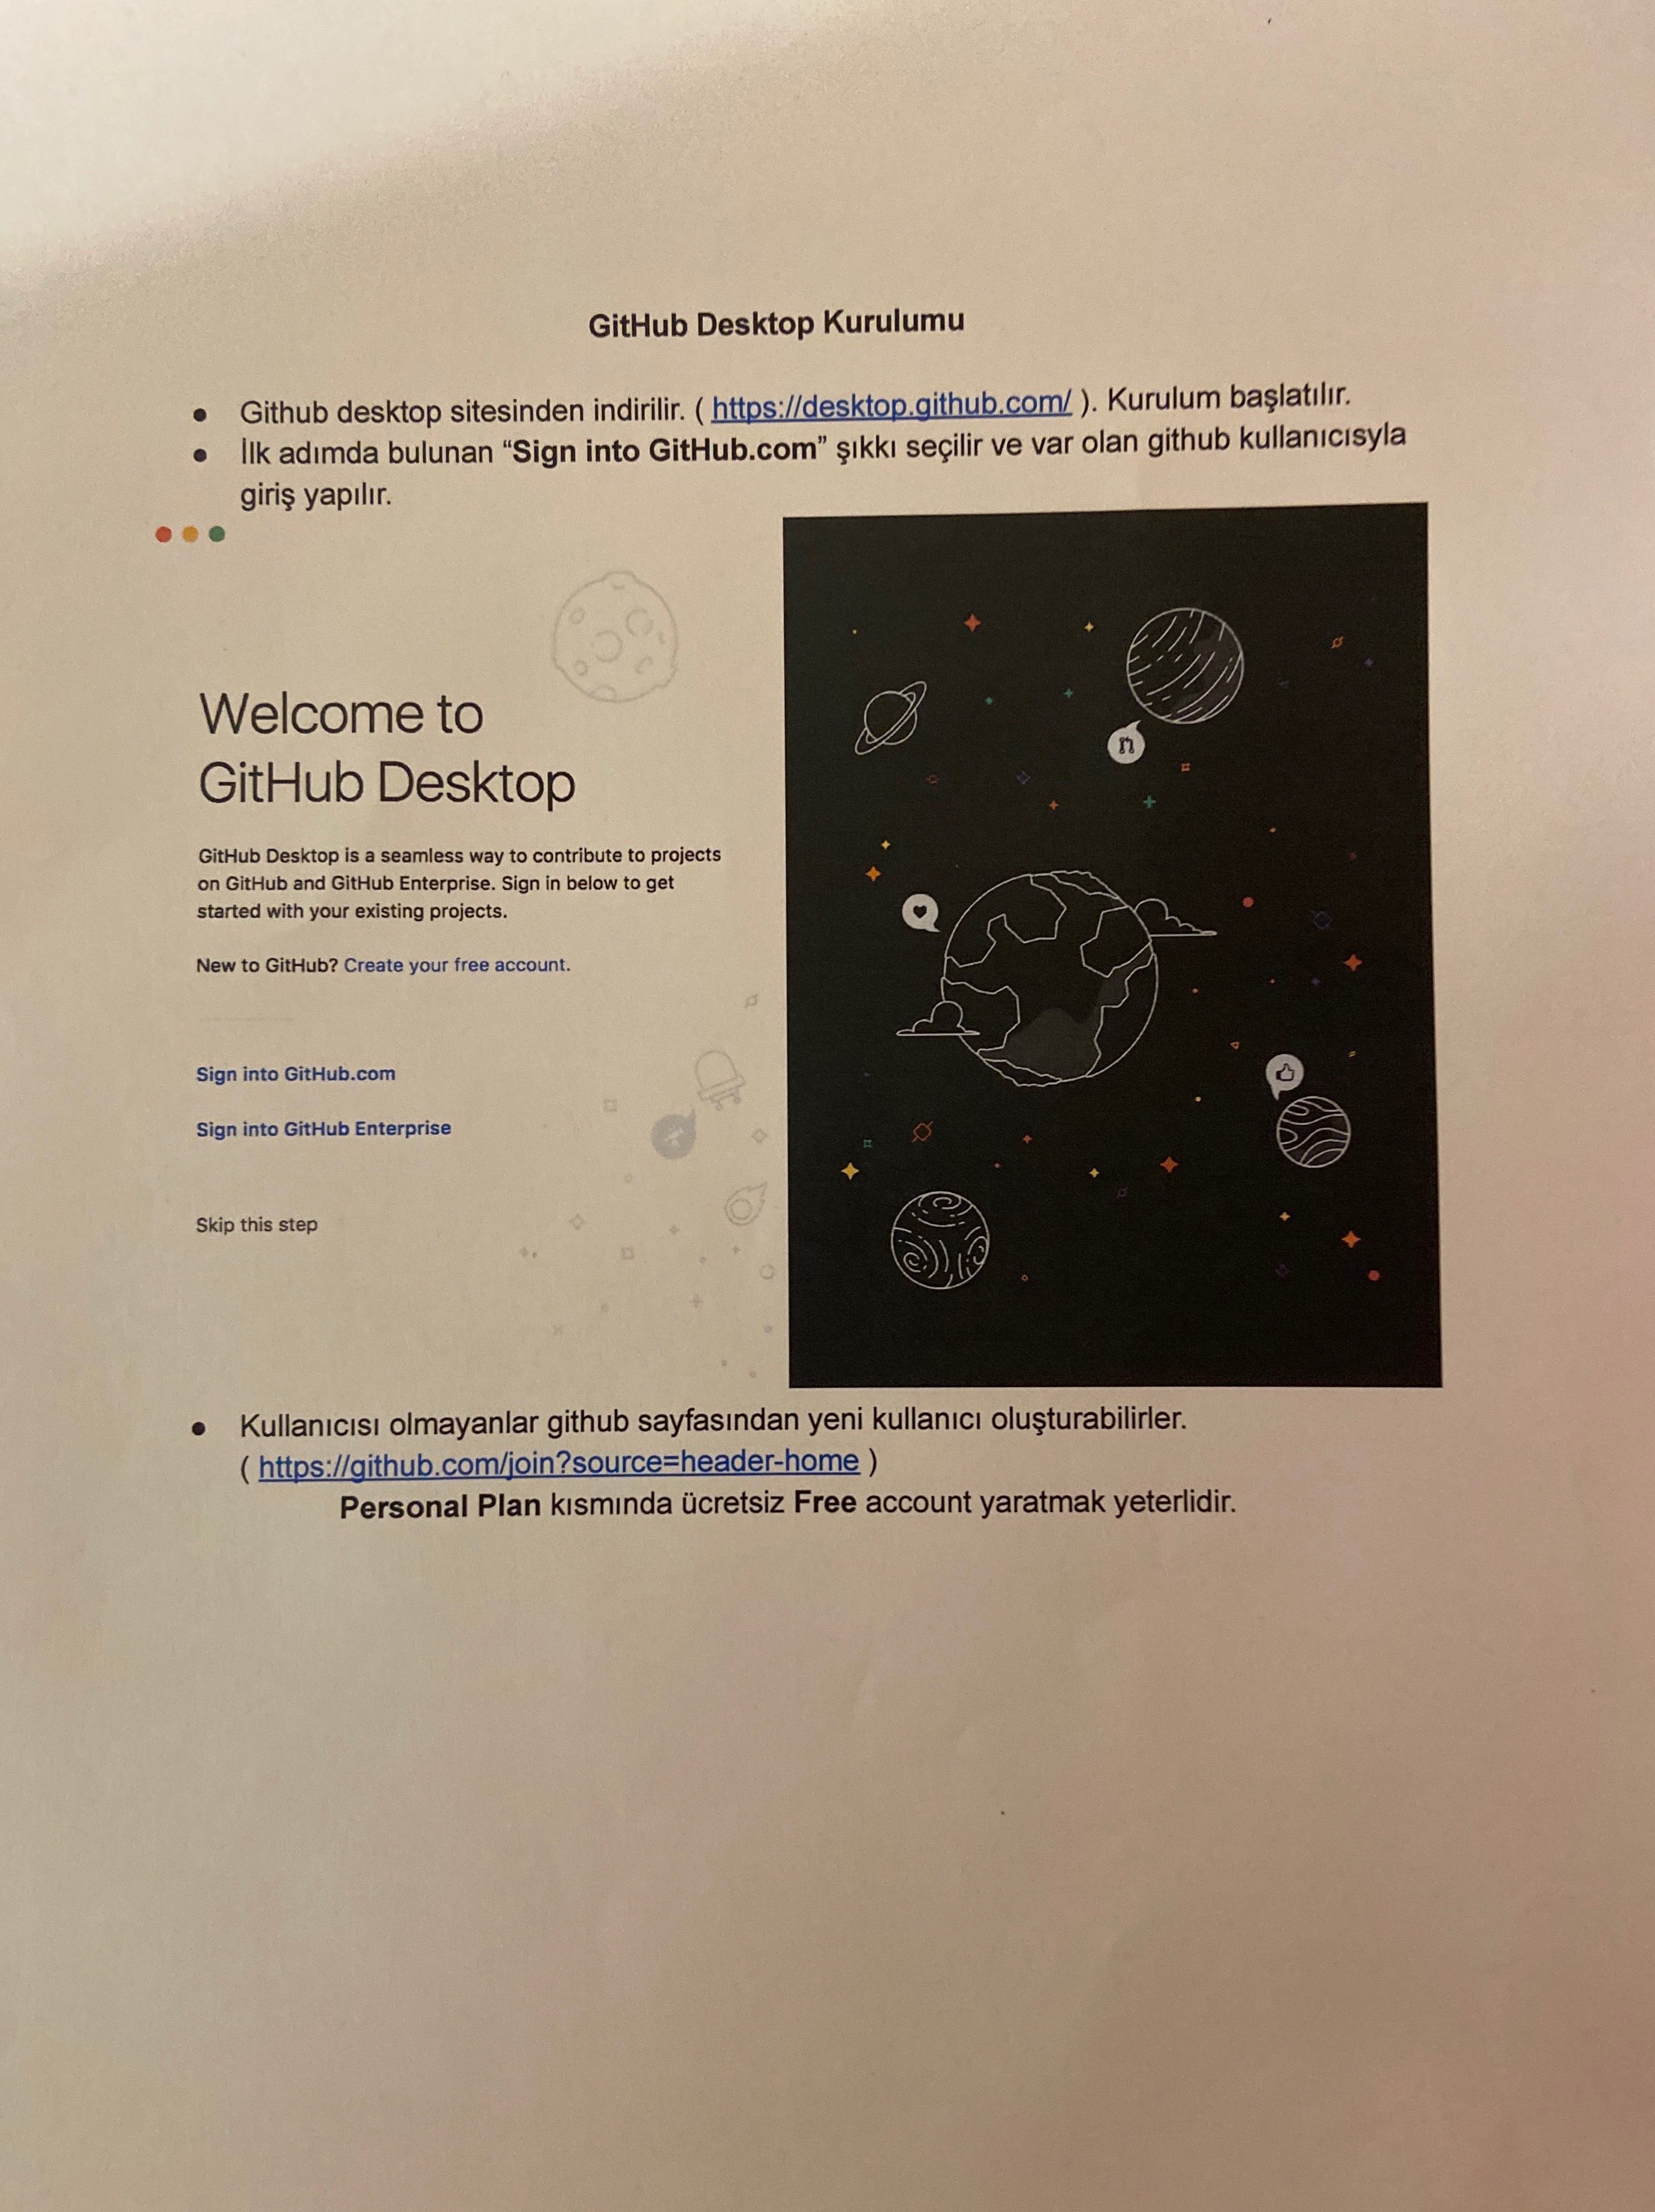 GitHub Desktop Kurulumu
● Github desktop sitesinden indirilir. ( https://desktop.github.com/ ). Kurulum başlatılır.
● İlk adımda bulunan “Sign into GitHub.com” şıkkı seçilir ve var olan github kullanıcısyla
giriş yapılır.
Welcome to
GitHub Desktop
GitHub Desktop is a seamless way to contribute to projects
on GitHub and GitHub Enterprise. Sign in below to get
started with your existing projects.
New to GitHub? Create your free account.
Sign into GitHub.com
Sign into GitHub Enterprise
Skip this step
● Kullanıcısı olmayanlar github sayfasından yeni kullanıcı oluşturabilirler.
( https://github.com/join?source=header-home )
Personal Plan kısmında ücretsiz Free account yaratmak yeterlidir.